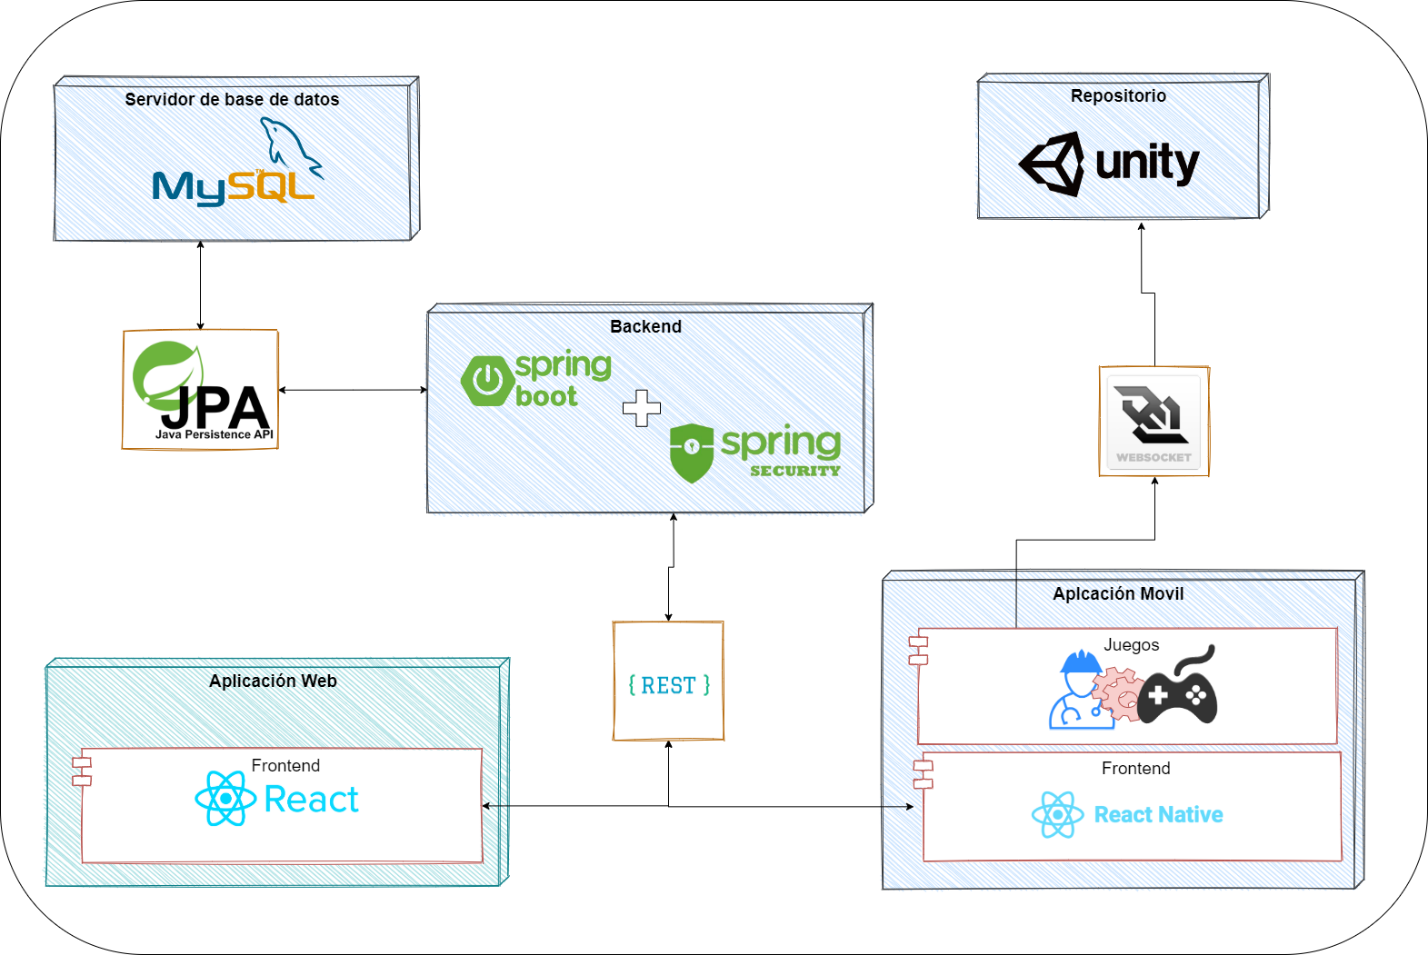 Servidor de base de datos
MySQL
TM
Repositorio
unity
Backend
spring
boot
spring
SECURITY
JPA
Java Persistence API
WEBSOCKET
{ REST }
Aplcación Movil
Juegos
Frontend
React Native
Aplicación Web
Frontend
React